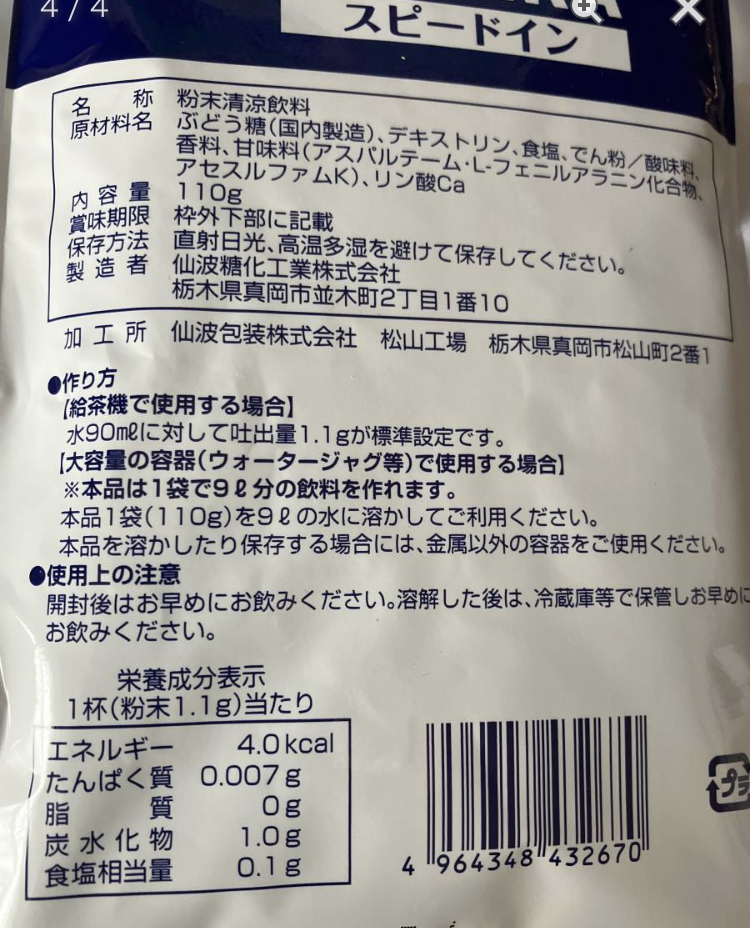 4 / 4
スピードイン
名称 粉末清涼飲料
原材料名 ぶどう糖(国内製造)、デキストリン、食塩、でん粉/酸味料、
香料、甘味料(アスパルテーム・L-フェニルアラニン化合物、
アセスルファムK)、リン酸Ca
内容量 110g
賞味期限 枠外下部に記載
保存方法 直射日光、高温多湿を避けて保存してください。
製造者 仙波糖化工業株式会社
栃木県真岡市並木町2丁目1番10
加工所 仙波包装株式会社 松山工場 栃木県真岡市松山町2番1
●作り方
【給茶機で使用する場合】
水90mlに対して吐出量1.1gが標準設定です。
【大容量の容器(ウォータージャグ等)で使用する場合】
※本品は1袋で9ℓ分の飲料を作れます。
本品1袋(110g)を9ℓの水に溶かしてご利用ください。
本品を溶かしたり保存する場合には、金属以外の容器をご使用ください。
●使用上の注意
開封後はお早めにお飲みください。溶解した後は、冷蔵庫等で保管しお早めに
お飲みください。
栄養成分表示
1杯(粉末1.1g)当たり
エネルギー 4.0kcal
たんぱく質 0.007g
脂質 0g
炭水化物 1.0g
食塩相当量 0.1g
4 964348 432670
プラ